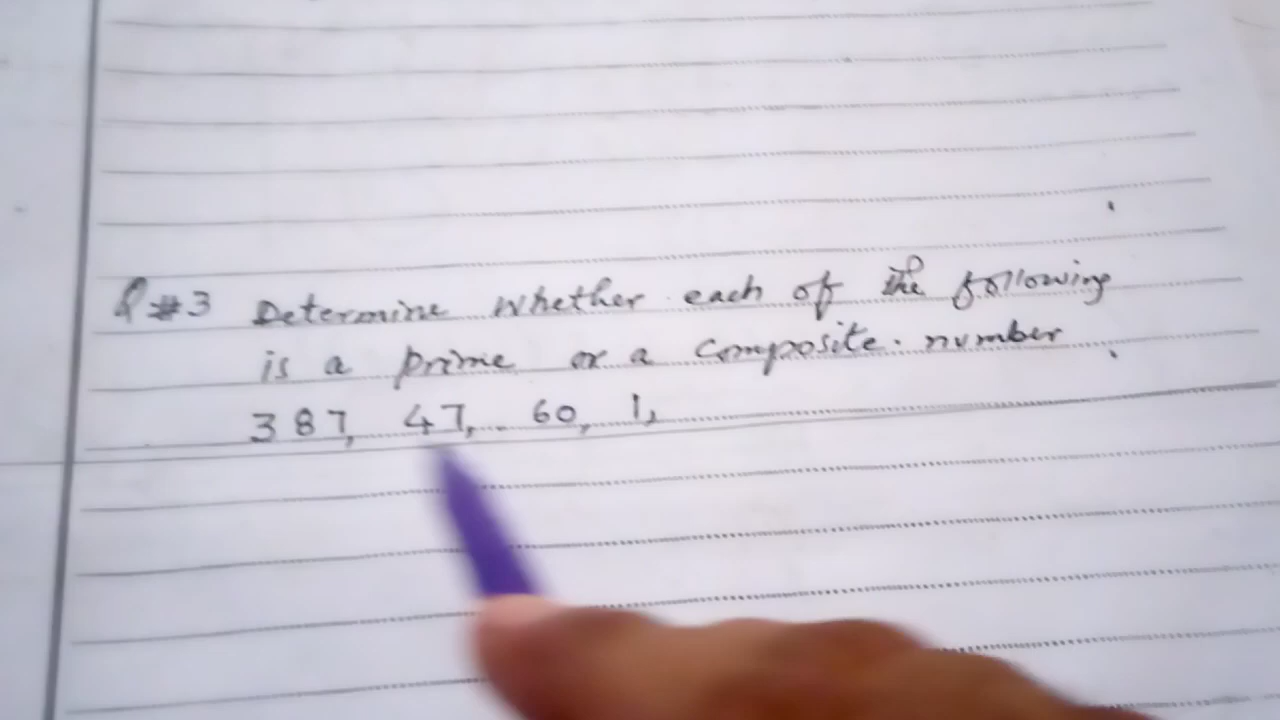 Q#3 Determine whether each of the following
is a prime or a composite. number
387, 47, 60, 1,